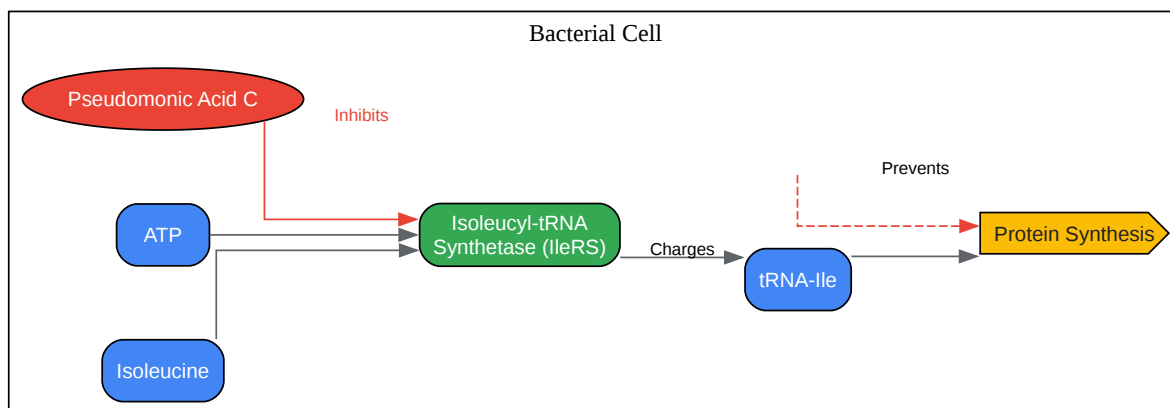 Bacterial Cell
Pseudomonic Acid C
Inhibits
Prevents
ATP
Isoleucyl-tRNA
Synthetase (IleRS)
Charges
Protein Synthesis
tRNA-Ile
Isoleucine